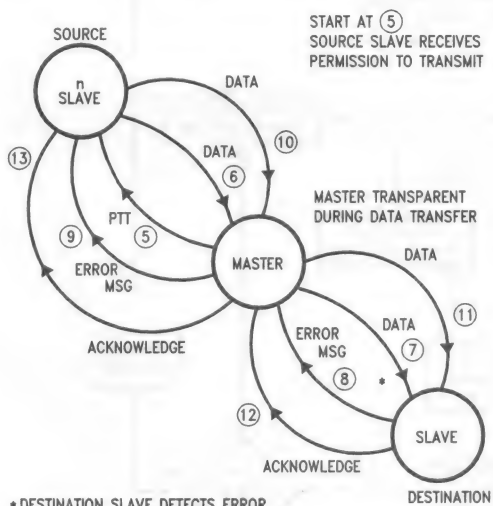 START AT ⑤
SOURCE SLAVE RECEIVES
PERMISSION TO TRANSMIT
SOURCE
n
SLAVE
DATA
⑩
DATA
⑥
⑬
PTT
⑤
⑨
ERROR
MSG
ACKNOWLEDGE
MASTER
MASTER TRANSPARENT
DURING DATA TRANSFER
DATA
⑪
DATA
⑦
ERROR
MSG
⑧
*
⑫
ACKNOWLEDGE
SLAVE
DESTINATION
* DESTINATION SLAVE DETECTS ERROR